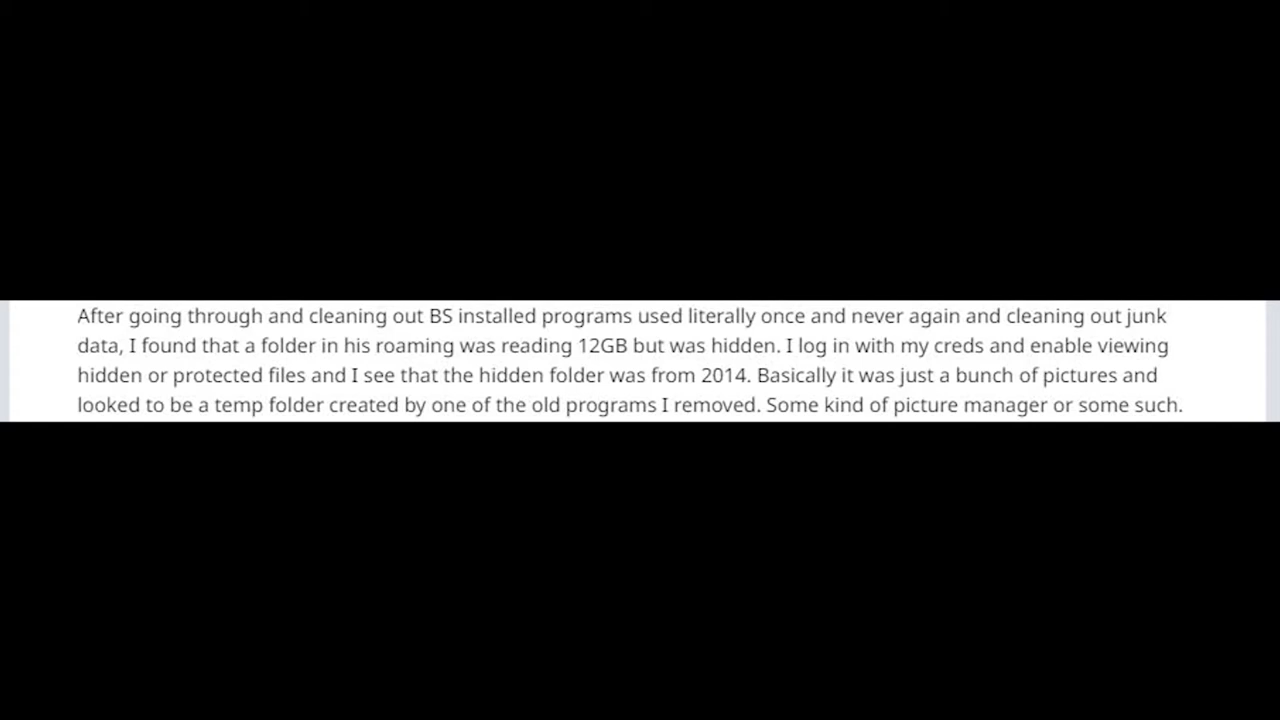 After going through and cleaning out BS installed programs used literally once and never again and cleaning out junk
data, I found that a folder in his roaming was reading 12GB but was hidden. I log in with my creds and enable viewing
hidden or protected files and I see that the hidden folder was from 2014. Basically it was just a bunch of pictures and
looked to be a temp folder created by one of the old programs I removed. Some kind of picture manager or some such.